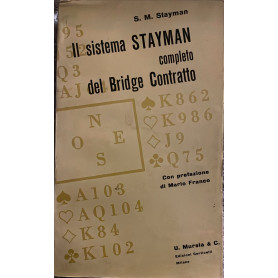 S. M. Stayman
95
52
Q3
AJ
Il sistema STAYMAN
completo
del Bridge Contratto
♠ K862
♥ K986
♦ J9
♣ Q75
N
O E
S
Con prefazione
di Mario Franco
♠ A103
♥ AQ104
♦ K84
♣ K102
U. Mursia & C.
Milano